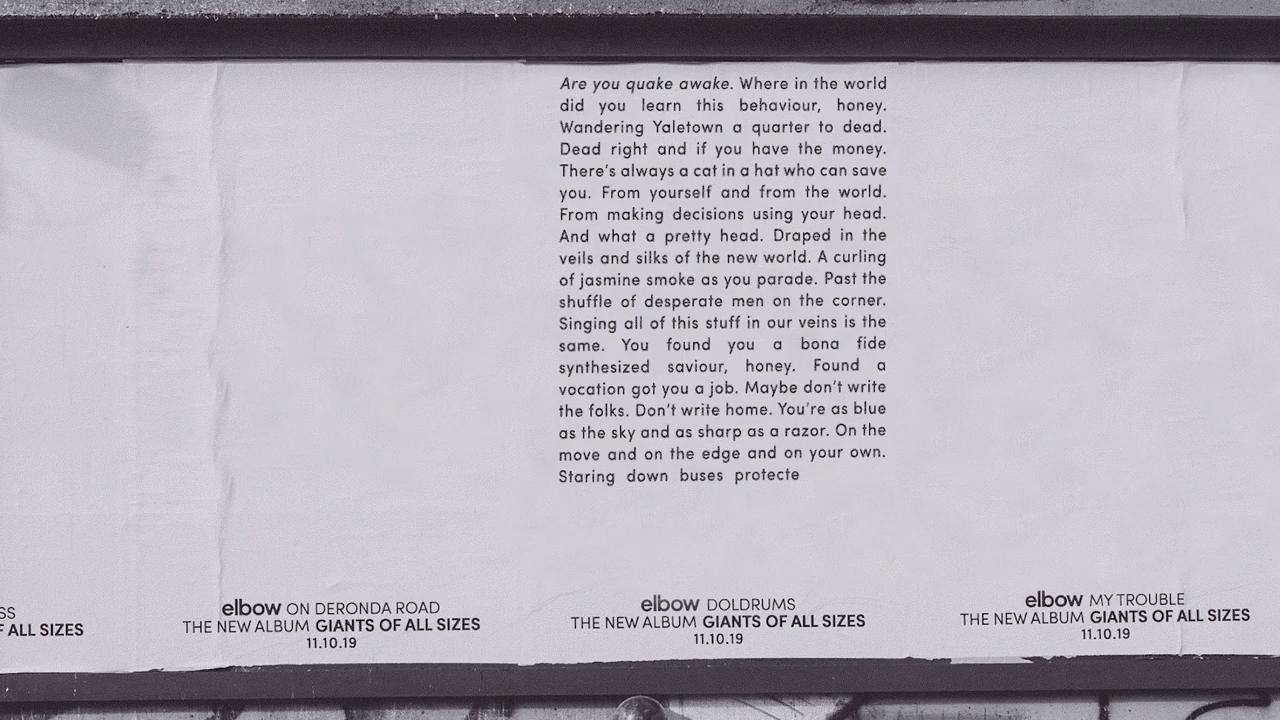 Are you quake awake. Where in the world
did you learn this behaviour, honey.
Wandering Yaletown a quarter to dead.
Dead right and if you have the money.
There's always a cat in a hat who can save
you. From yourself and from the world.
From making decisions using your head.
And what a pretty head. Draped in the
veils and silks of the new world. A curling
of jasmine smoke as you parade. Past the
shuffle of desperate men on the corner.
Singing all of this stuff in our veins is the
same. You found you a bona fide
synthesized saviour, honey. Found a
vocation got you a job. Maybe don't write
the folks. Don't write home. You're as blue
as the sky and as sharp as a razor. On the
move and on the edge and on your own.
Staring down buses protecte
SS
F ALL SIZES
elbow ON DERONDA ROAD
THE NEW ALBUM GIANTS OF ALL SIZES
11.10.19
elbow DOLDRUMS
THE NEW ALBUM GIANTS OF ALL SIZES
11.10.19
elbow MY TROUBLE
THE NEW ALBUM GIANTS OF ALL SIZES
11.10.19